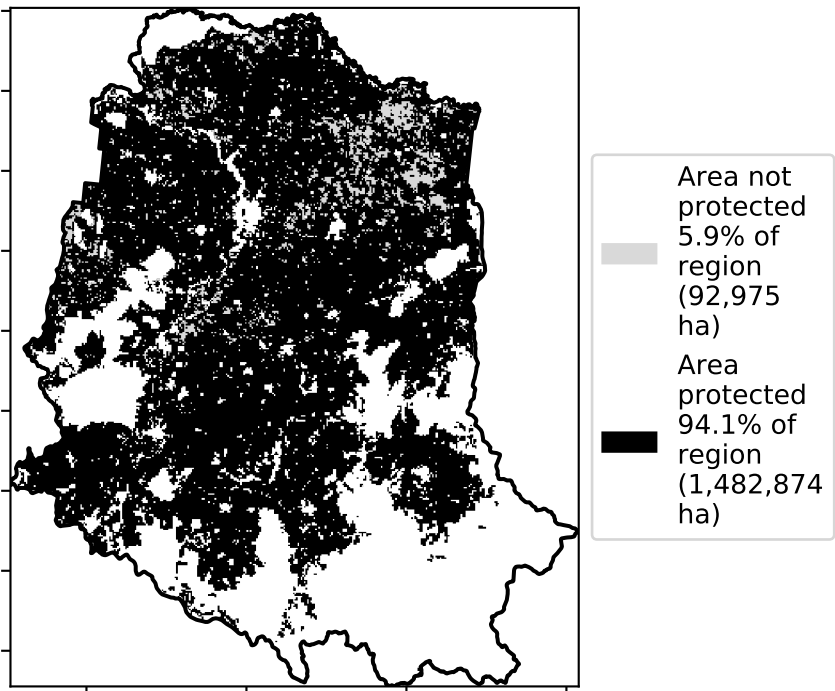 Area not
protected
5.9% of
region
(92,975
ha)
Area
protected
94.1% of
region
(1,482,874
ha)